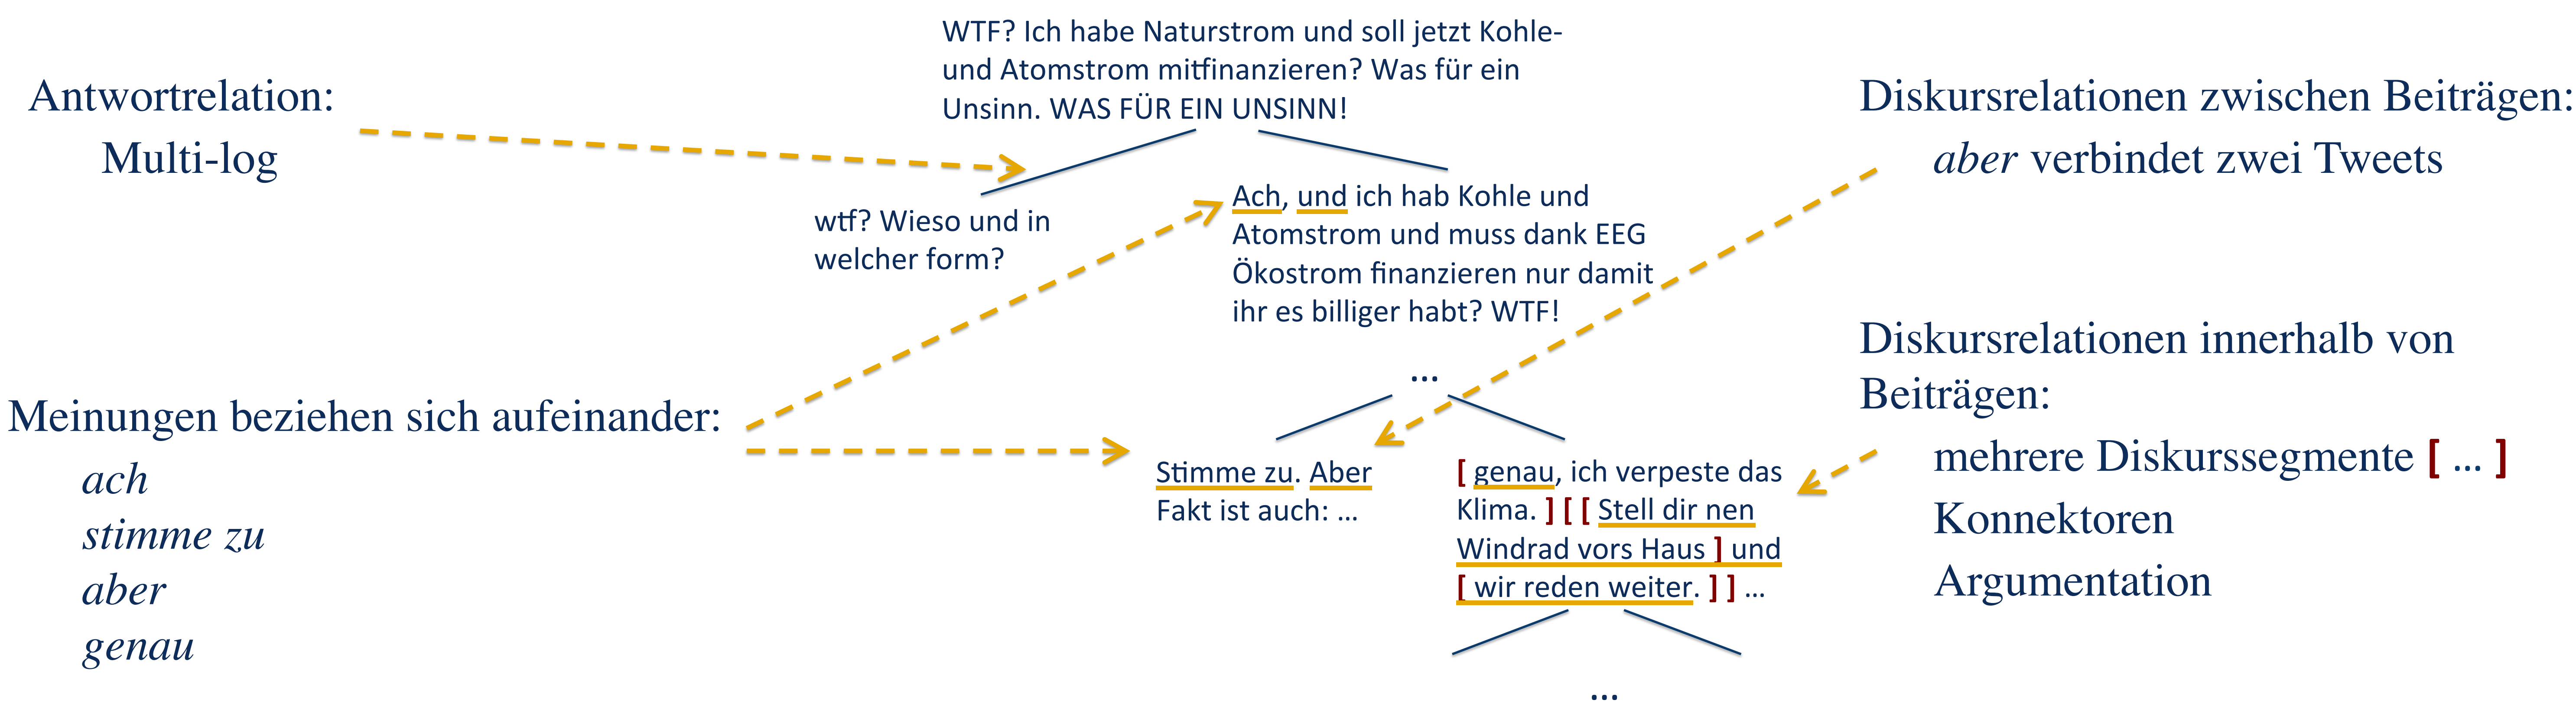 Antwortrelation:
Multi-log
Meinungen beziehen sich aufeinander:
ach
stimme zu
aber
genau
WTF? Ich habe Naturstrom und soll jetzt Kohle-
und Atomstrom mitfinanzieren? Was für ein
Unsinn. WAS FÜR EIN UNSINN!
wtf? Wieso und in
welcher form?
Ach, und ich hab Kohle und
Atomstrom und muss dank EEG
Ökostrom finanzieren nur damit
ihr es billiger habt? WTF!
...
Stimme zu. Aber
Fakt ist auch: ...
[ genau, ich verpeste das
Klima. ] [ [ Stell dir nen
Windrad vors Haus ] und
[ wir reden weiter. ] ] ...
...
Diskursrelationen zwischen Beiträgen:
aber verbindet zwei Tweets
Diskursrelationen innerhalb von
Beiträgen:
mehrere Diskurssegmente [ ... ]
Konnektoren
Argumentation